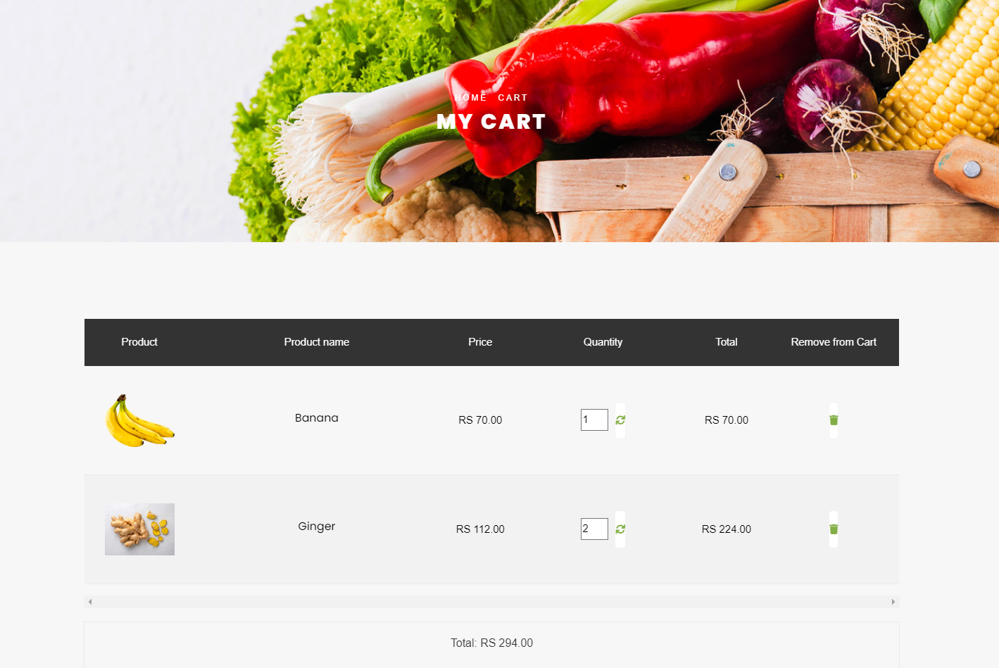 HOME CART
MY CART
Product Product name Price Quantity Total Remove from Cart
Banana RS 70.00 1 RS 70.00
Ginger RS 112.00 2 RS 224.00
Total: RS 294.00